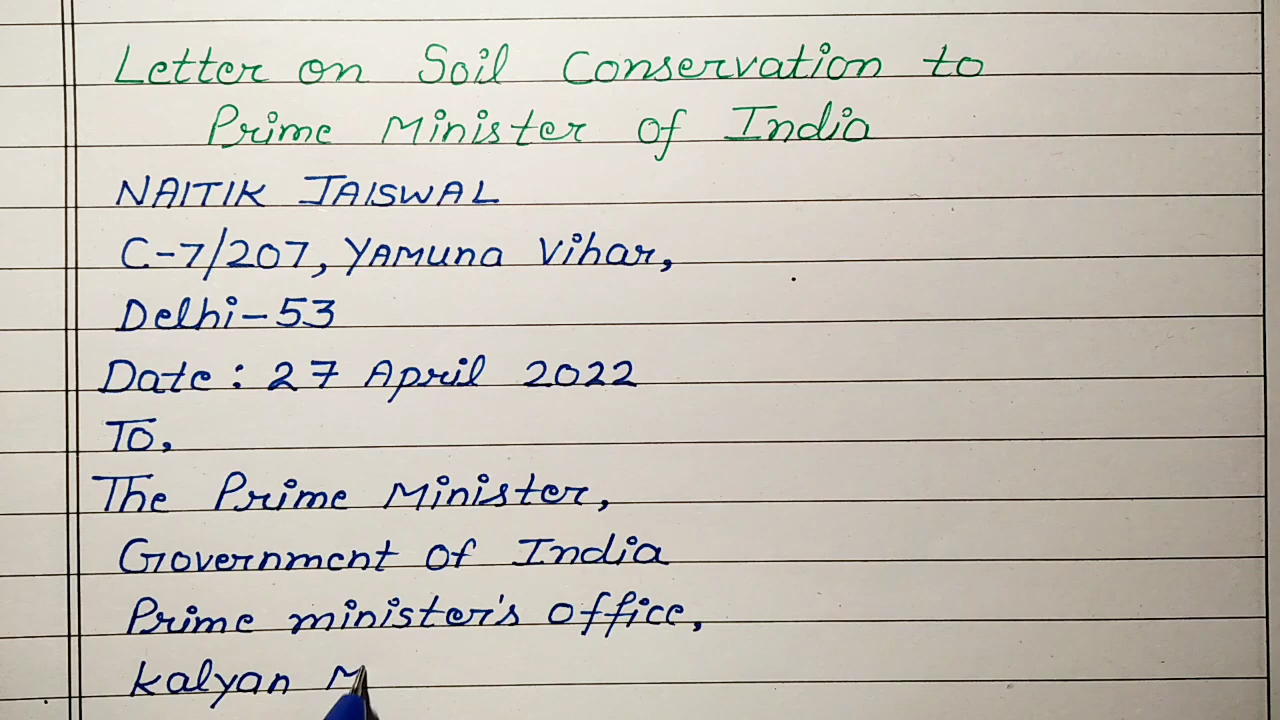 Letter on Soil Conservation to
Prime Minister of India
NAITIK JAISWAL
C-7/207, YAMUNA Vihar,
Delhi-53
Date : 27 April 2022
To,
The Prime Minister,
Government of India
Prime minister's office,
Kalyan M